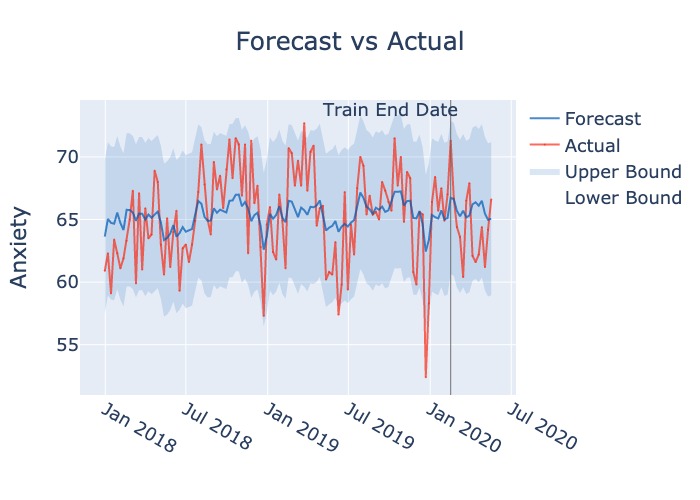 Forecast vs Actual
Train End Date
Forecast
Actual
Upper Bound
Lower Bound
Anxiety
70
65
60
55
Jan 2018
Jul 2018
Jan 2019
Jul 2019
Jan 2020
Jul 2020